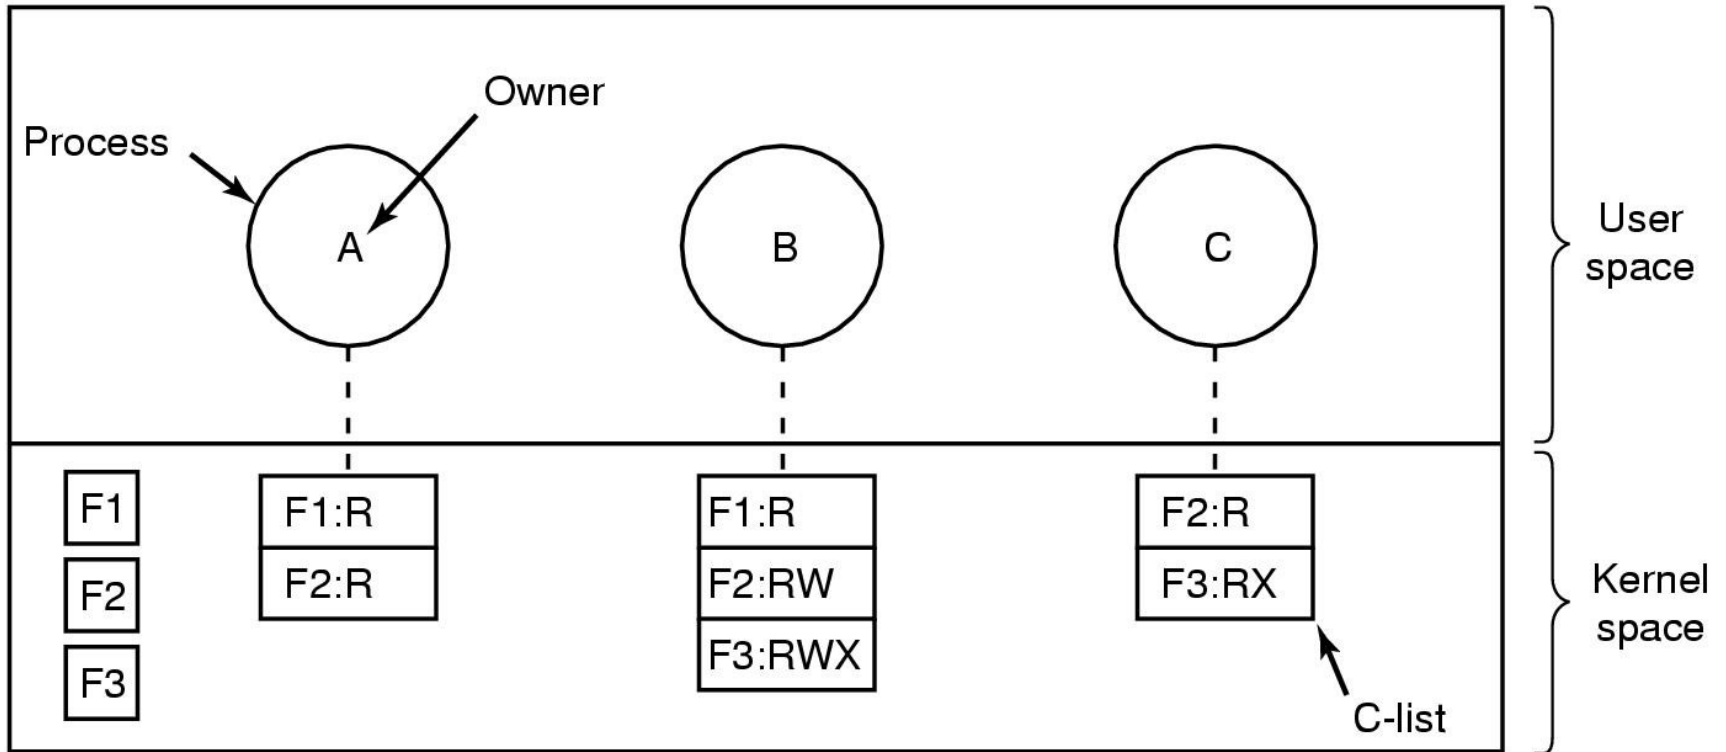 Owner
Process
A
B
C
User
space
F1
F2
F3
F1:R
F2:R
F1:R
F2:RW
F3:RWX
F2:R
F3:RX
C-list
Kernel
space